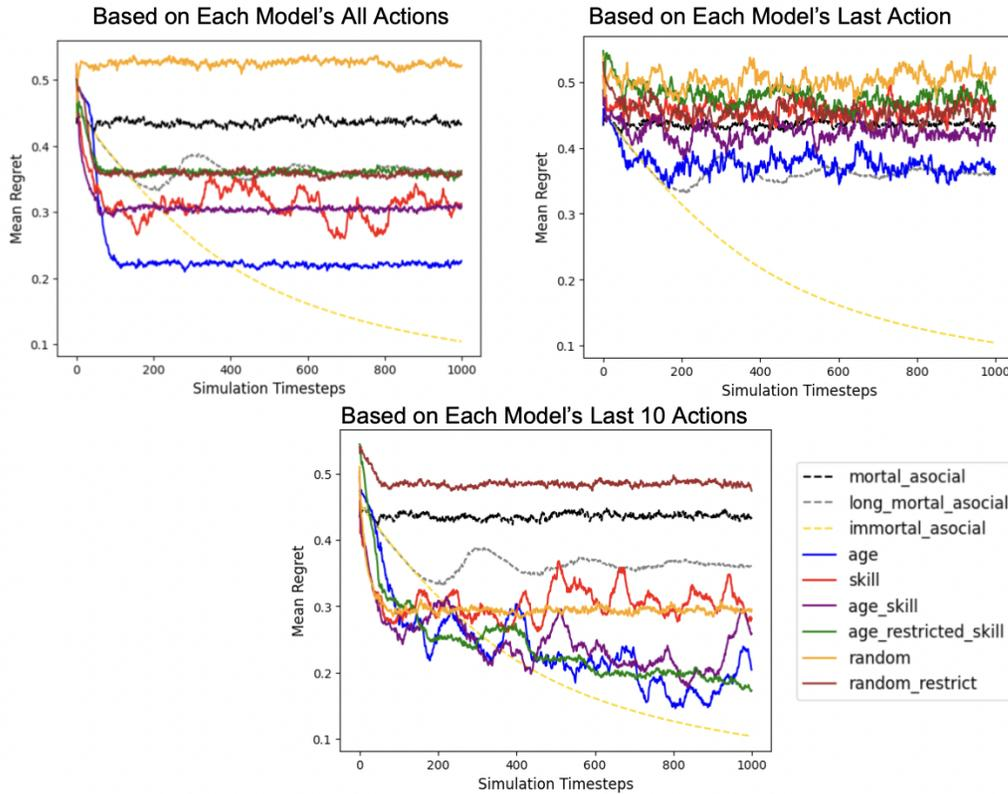 Based on Each Model’s All Actions
Mean Regret
0.5
0.4
0.3
0.2
0.1
0
200
400
600
800
1000
Simulation Timesteps
Based on Each Model’s Last Action
Mean Regret
0.5
0.4
0.3
0.2
0.1
0
200
400
600
800
1000
Simulation Timesteps
Based on Each Model’s Last 10 Actions
Mean Regret
0.5
0.4
0.3
0.2
0.1
0
200
400
600
800
1000
Simulation Timesteps
mortal_asocial
long_mortal_asocial
immortal_asocial
age
skill
age_skill
age_restricted_skill
random
random_restrict